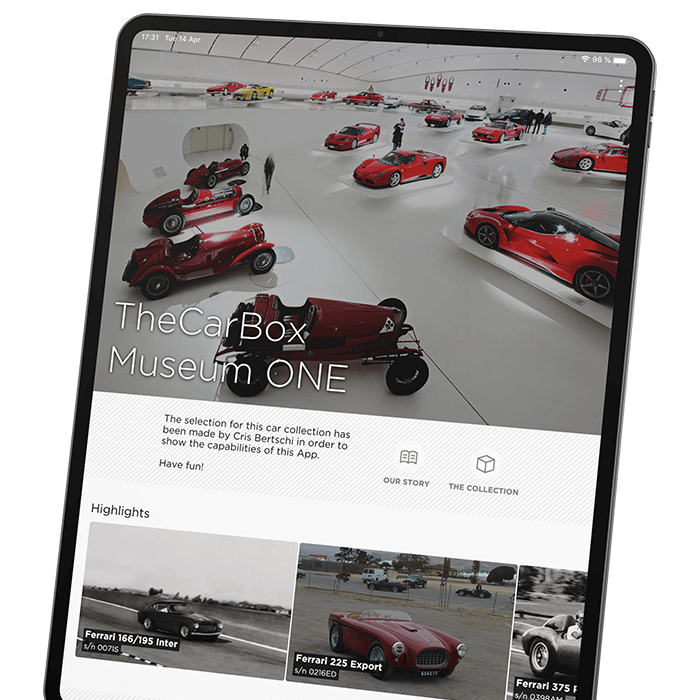 17:31 Tue 14 Apr
98 %
TheCarBox
Museum ONE
The selection for this car collection has
been made by Cris Bertschi in order to
show the capabilities of this App.
Have fun!
OUR STORY
THE COLLECTION
Highlights
Ferrari 166/195 Inter
s/n 0071S
Ferrari 225 Export
s/n 0216ED
Ferrari 375
s/n 0398AM